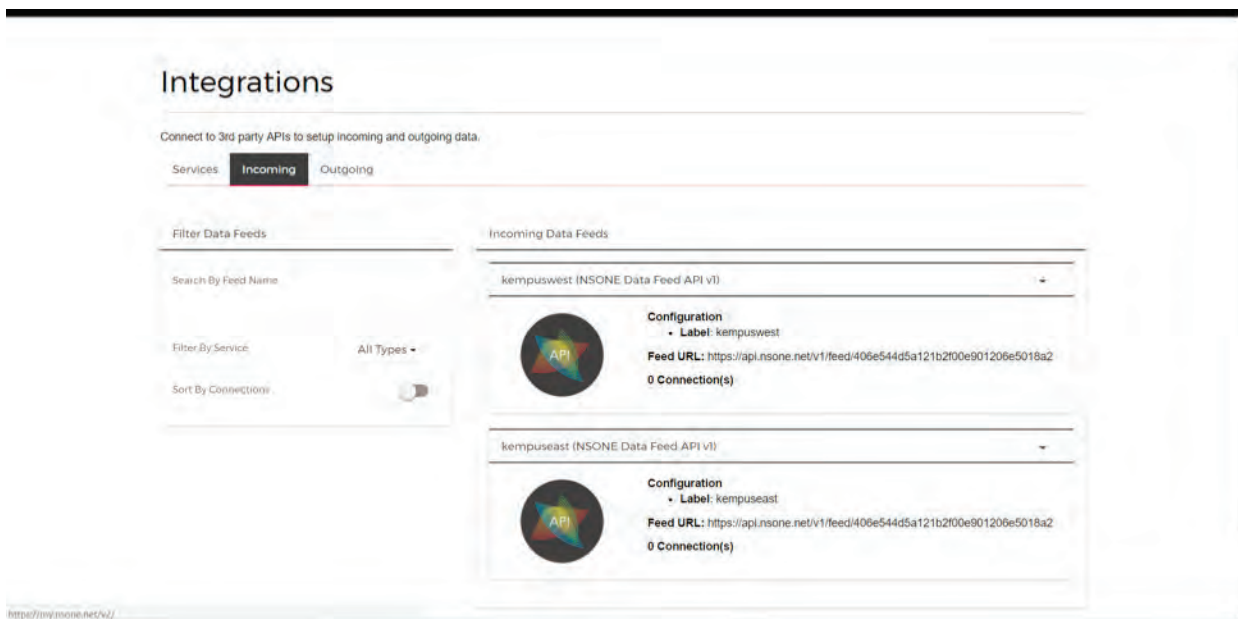 Integrations
Connect to 3rd party APIs to setup incoming and outgoing data.
Services Incoming Outgoing
Filter Data Feeds
Search By Feed Name
Filter By Service All Types
Sort By Connections
Incoming Data Feeds
kempuswest (NSONE Data Feed API v1)
API
Configuration
• Label: kempuswest
Feed URL: https://api.nsone.net/v1/feed/406e544d5a121b2f00e901206e5018a2
0 Connection(s)
kempuseast (NSONE Data Feed API v1)
API
Configuration
• Label: kempuseast
Feed URL: https://api.nsone.net/v1/feed/406e544d5a121b2f00e901206e5018a2
0 Connection(s)
https://my.nsone.net/v2/